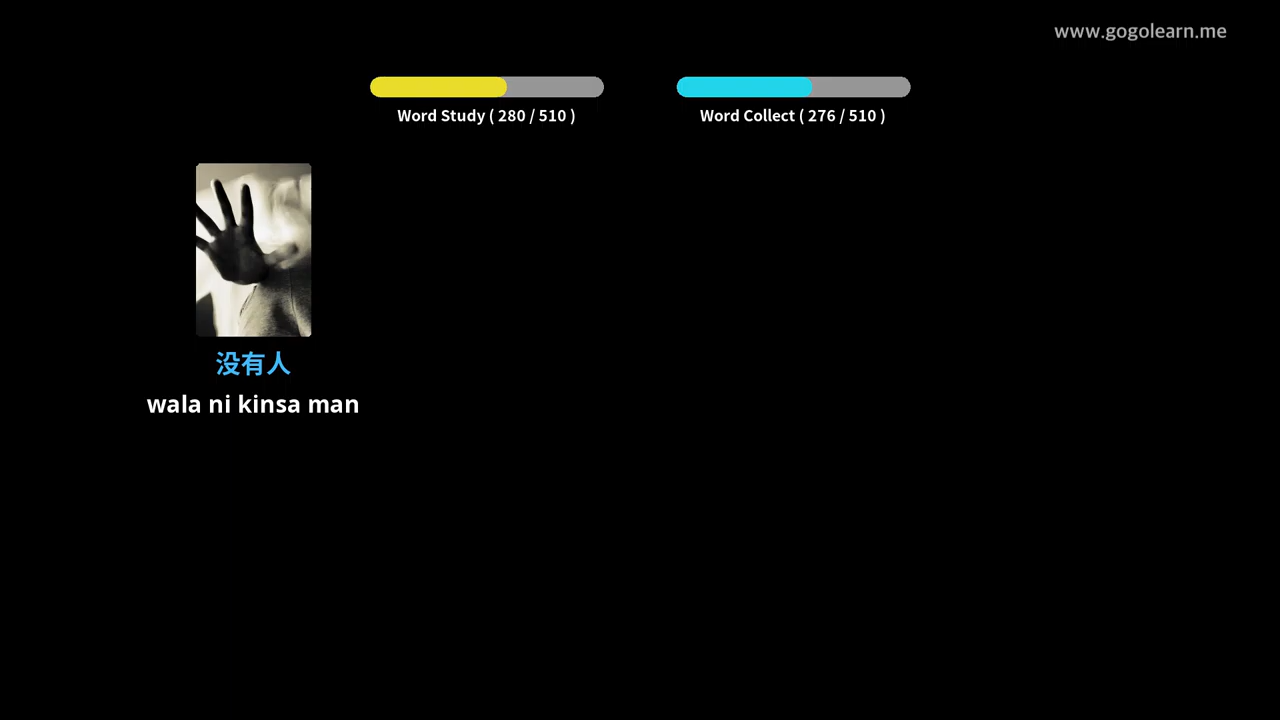 www.gogolearn.me
Word Study ( 280 / 510 )
Word Collect ( 276 / 510 )
没有人
wala ni kinsa man